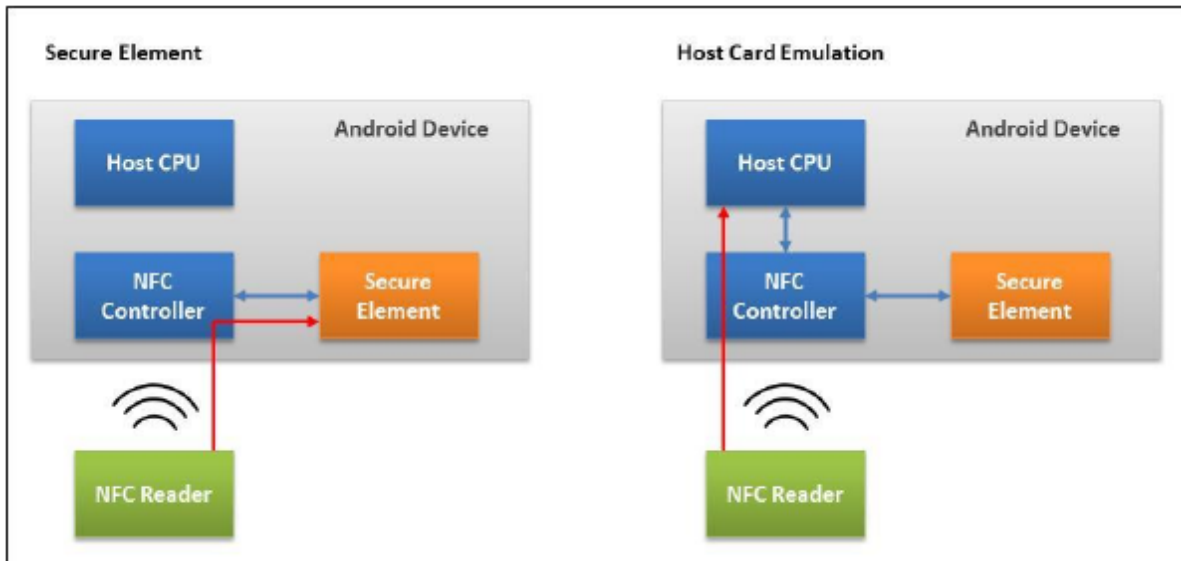 Secure Element
Android Device
Host CPU
NFC
Controller
Secure
Element
NFC Reader
Host Card Emulation
Android Device
Host CPU
NFC
Controller
Secure
Element
NFC Reader